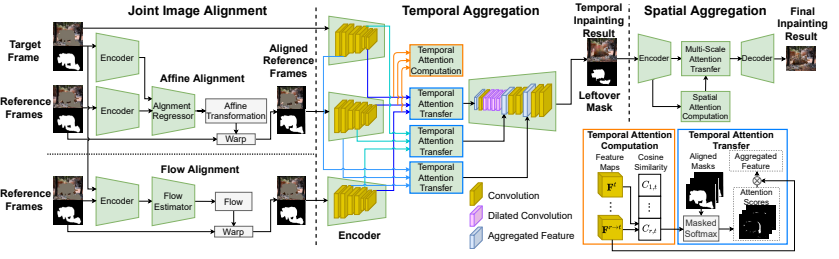 Joint Image Alignment
Temporal Aggregation
Temporal
Inpainting
Result
Spatial Aggregation
Final
Inpainting
Result
Target
Frame
Encoder
Affine Alignment
Aligned
Reference
Frames
Reference
Frames
Encoder
Alignment
Regressor
Affine
Transformation
Warp
Flow Alignment
Reference
Frames
Encoder
Flow
Estimator
Flow
Warp
Encoder
Temporal
Attention
Computation
Temporal
Attention
Transfer
Temporal
Attention
Transfer
Temporal
Attention
Transfer
Convolution
Dilated Convolution
Aggregated Feature
Leftover
Mask
Encoder
Multi-Scale
Attention
Trasnfer
Decoder
Spatial
Attention
Computation
Temporal Attention
Computation
Feature
Maps
Cosine
Similarity
F^t
C_{1,t}
⋮
⋮
F^{r→t}
C_{r,t}
Temporal Attention
Transfer
Aligned
Masks
Aggregated
Feature
Attention
Scores
Masked
Softmax